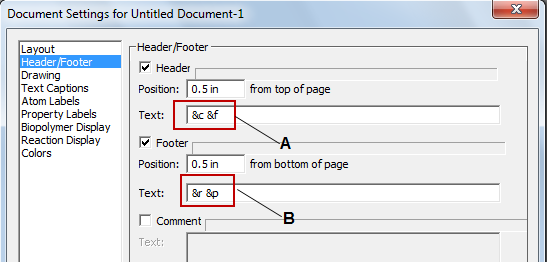 Document Settings for Untitled Document-1
x
Layout
Header/Footer
Drawing
Text Captions
Atom Labels
Property Labels
Biopolymer Display
Reaction Display
Colors
Header/Footer
Header
Position: 0.5 in from top of page
Text: &c &f
A
Footer
Position: 0.5 in from bottom of page
Text: &r &p
B
Comment
Text: